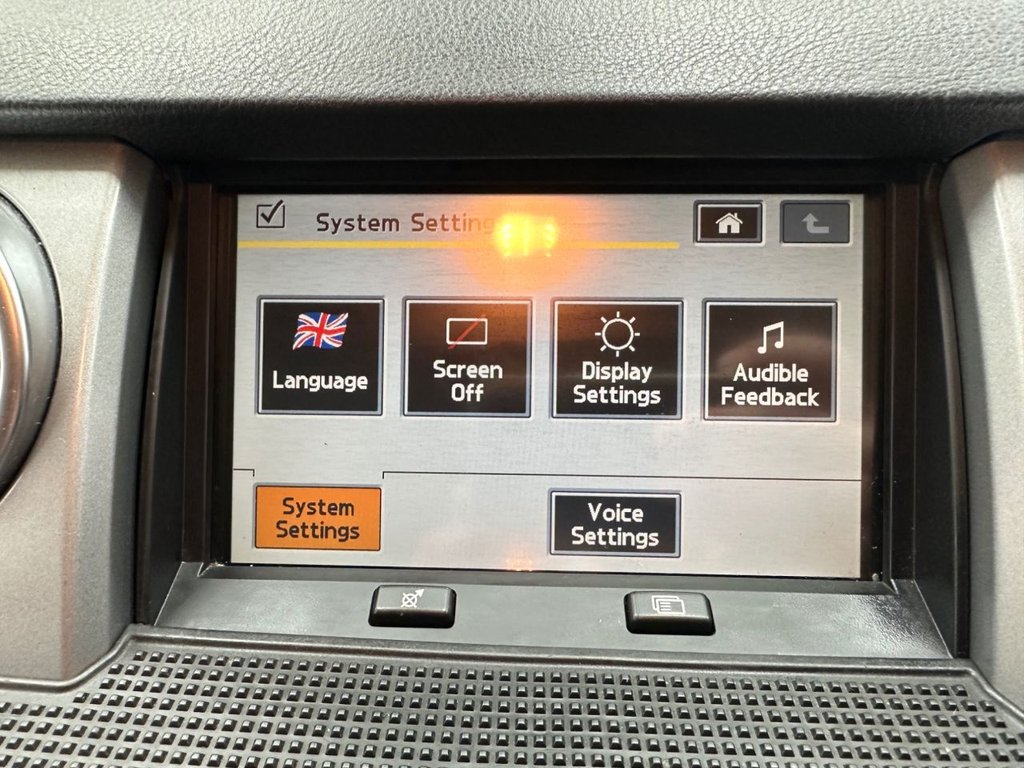 System Setting
Language
Screen
Off
Display
Settings
Audible
Feedback
System
Settings
Voice
Settings